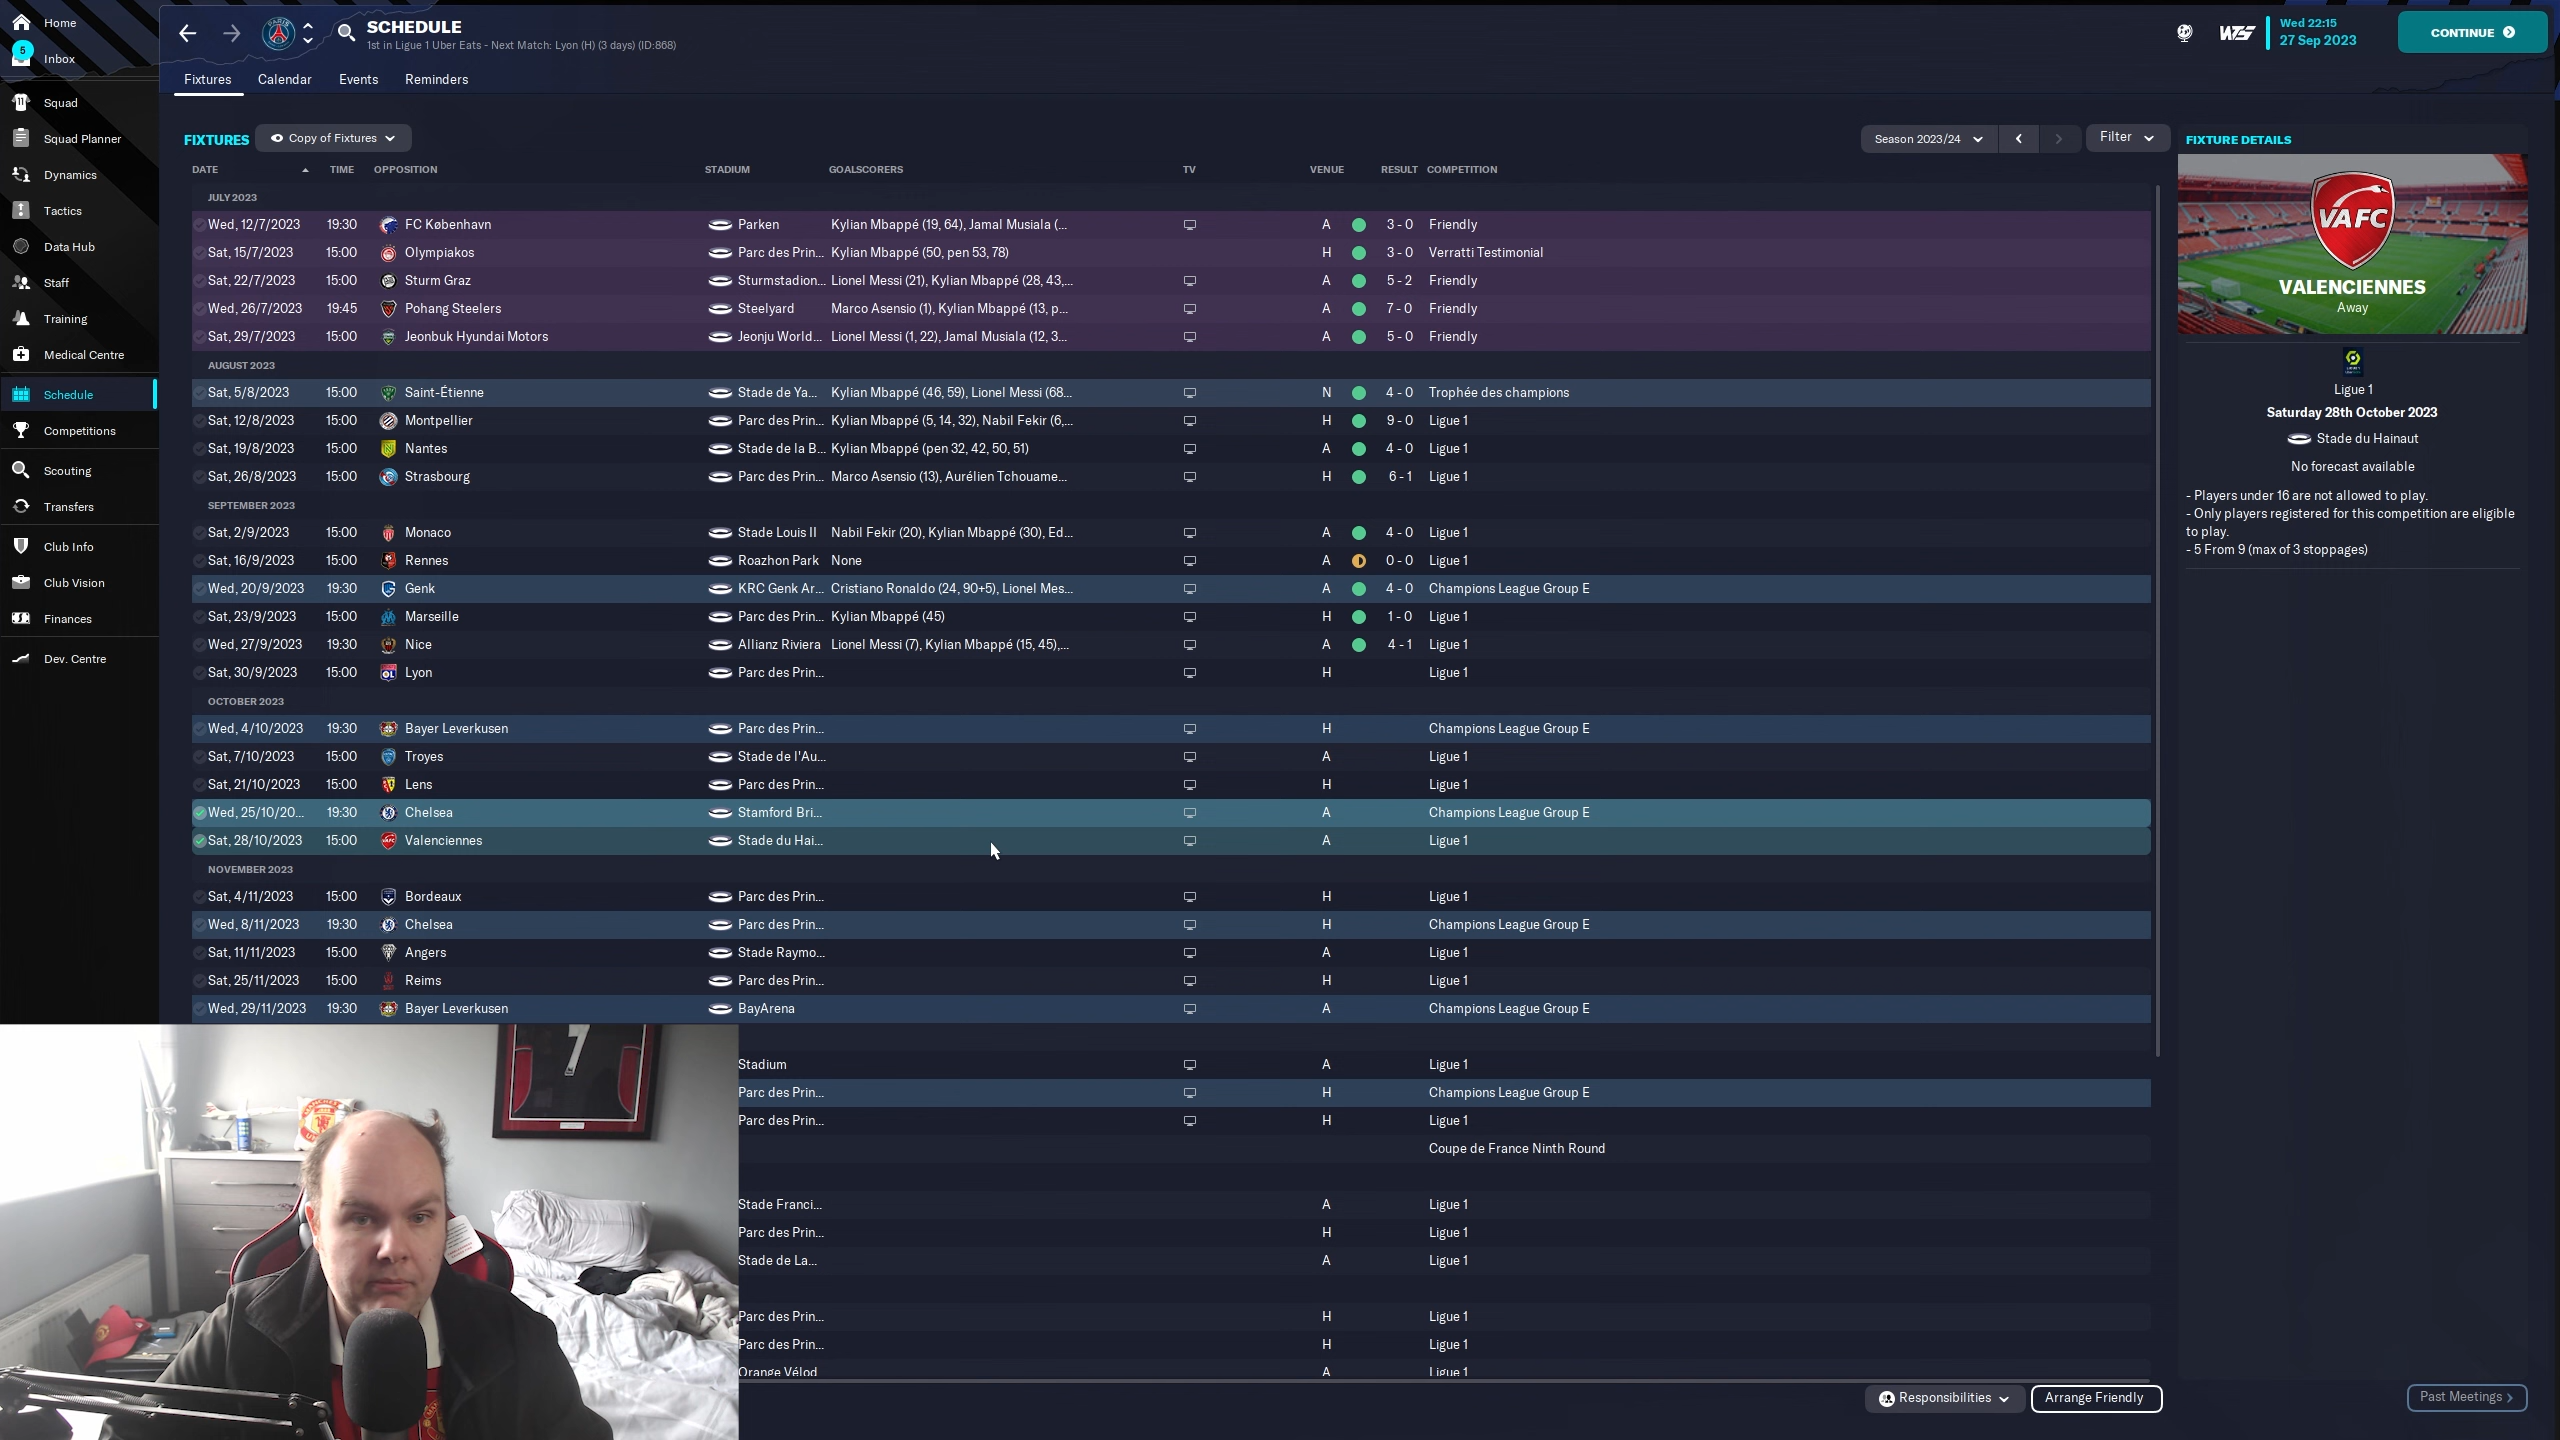 Home
5
Inbox
Squad
Squad Planner
Dynamics
Tactics
Data Hub
Staff
Training
Medical Centre
Schedule
Competitions
Scouting
Transfers
Club Info
Club Vision
Finances
Dev. Centre
SCHEDULE
1st in Ligue 1 Uber Eats - Next Match: Lyon (H) (3 days) (ID:868)
Wed 22:15
27 Sep 2023
CONTINUE
Fixtures Calendar Events Reminders
FIXTURES Copy of Fixtures Season 2023/24 Filter
DATE TIME OPPOSITION STADIUM GOALSCORERS TV VENUE RESULT COMPETITION
JULY 2023
Wed, 12/7/2023 19:30 FC København Parken Kylian Mbappé (19, 64), Jamal Musiala (... A 3 - 0 Friendly
Sat, 15/7/2023 15:00 Olympiakos Parc des Prin... Kylian Mbappé (50, pen 53, 78) H 3 - 0 Verratti Testimonial
Sat, 22/7/2023 15:00 Sturm Graz Sturmstadion... Lionel Messi (21), Kylian Mbappé (28, 43,... A 5 - 2 Friendly
Wed, 26/7/2023 19:45 Pohang Steelers Steelyard Marco Asensio (1), Kylian Mbappé (13, p... A 7 - 0 Friendly
Sat, 29/7/2023 15:00 Jeonbuk Hyundai Motors Jeonju World... Lionel Messi (1, 22), Jamal Musiala (12, 3... A 5 - 0 Friendly
AUGUST 2023
Sat, 5/8/2023 15:00 Saint-Étienne Stade de Ya... Kylian Mbappé (46, 59), Lionel Messi (68... N 4 - 0 Trophée des champions
Sat, 12/8/2023 15:00 Montpellier Parc des Prin... Kylian Mbappé (5, 14, 32), Nabil Fekir (6,... H 9 - 0 Ligue 1
Sat, 19/8/2023 15:00 Nantes Stade de la B... Kylian Mbappé (pen 32, 42, 50, 51) A 4 - 0 Ligue 1
Sat, 26/8/2023 15:00 Strasbourg Parc des Prin... Marco Asensio (13), Aurélien Tchouame... H 6 - 1 Ligue 1
SEPTEMBER 2023
Sat, 2/9/2023 15:00 Monaco Stade Louis II Nabil Fekir (20), Kylian Mbappé (30), Ed... A 4 - 0 Ligue 1
Sat, 16/9/2023 15:00 Rennes Roazhon Park None A 0 - 0 Ligue 1
Wed, 20/9/2023 19:30 Genk KRC Genk Ar... Cristiano Ronaldo (24, 90+5), Lionel Mes... A 4 - 0 Champions League Group E
Sat, 23/9/2023 15:00 Marseille Parc des Prin... Kylian Mbappé (45) H 1 - 0 Ligue 1
Wed, 27/9/2023 19:30 Nice Allianz Riviera Lionel Messi (7), Kylian Mbappé (15, 45),... A 4 - 1 Ligue 1
Sat, 30/9/2023 15:00 Lyon Parc des Prin... H Ligue 1
OCTOBER 2023
Wed, 4/10/2023 19:30 Bayer Leverkusen Parc des Prin... H Champions League Group E
Sat, 7/10/2023 15:00 Troyes Stade de l'Au... A Ligue 1
Sat, 21/10/2023 15:00 Lens Parc des Prin... H Ligue 1
Wed, 25/10/20... 19:30 Chelsea Stamford Bri... A Champions League Group E
Sat, 28/10/2023 15:00 Valenciennes Stade du Hai... A Ligue 1
NOVEMBER 2023
Sat, 4/11/2023 15:00 Bordeaux Parc des Prin... H Ligue 1
Wed, 8/11/2023 19:30 Chelsea Parc des Prin... H Champions League Group E
Sat, 11/11/2023 15:00 Angers Stade Raymo... A Ligue 1
Sat, 25/11/2023 15:00 Reims Parc des Prin... H Ligue 1
Wed, 29/11/2023 19:30 Bayer Leverkusen BayArena A Champions League Group E
Stadium A Ligue 1
Parc des Prin... H Champions League Group E
Parc des Prin... H Ligue 1
Coupe de France Ninth Round
Stade Franci... A Ligue 1
Parc des Prin... H Ligue 1
Stade de La... A Ligue 1
Parc des Prin... H Ligue 1
Parc des Prin... H Ligue 1
Orange Vélod A Ligue 1
Responsibilities Arrange Friendly
FIXTURE DETAILS
VAFC
VALENCIENNES
Away
Ligue 1
Saturday 28th October 2023
Stade du Hainaut
No forecast available
- Players under 16 are not allowed to play.
- Only players registered for this competition are eligible
to play.
- 5 From 9 (max of 3 stoppages)
Past Meetings
7